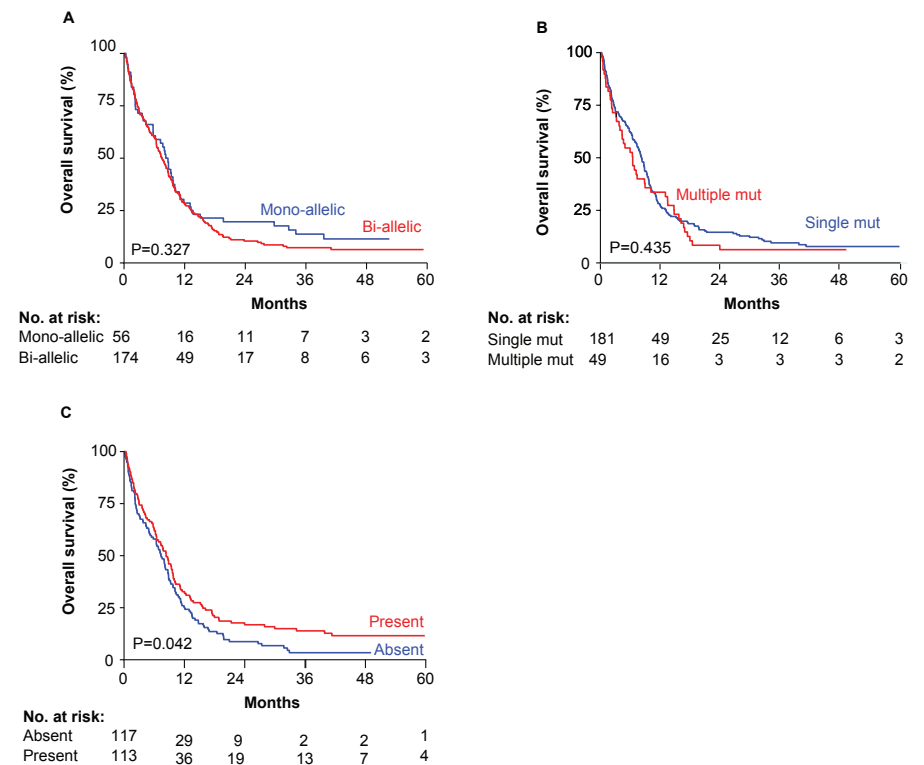 A
Overall survival (%)
100
75
50
25
0
Mono-allelic
Bi-allelic
P=0.327
0 12 24 36 48 60
Months
No. at risk:
Mono-allelic 56 16 11 7 3 2
Bi-allelic 174 49 17 8 6 3
B
Overall survival (%)
100
75
50
25
0
Multiple mut
Single mut
P=0.435
0 12 24 36 48 60
Months
No. at risk:
Single mut 181 49 25 12 6 3
Multiple mut 49 16 3 3 3 2
C
Overall survival (%)
100
75
50
25
0
Present
Absent
P=0.042
0 12 24 36 48 60
Months
No. at risk:
Absent 117 29 9 2 2 1
Present 113 36 19 13 7 4